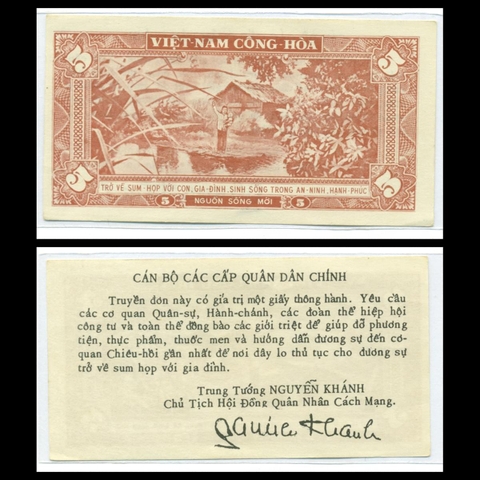 VIỆT-NAM CỘNG-HÒA
5 5
TRỞ VỀ SUM-HỌP VỚI CON, GIA-ĐÌNH, SINH SỐNG TRONG AN-NINH, HẠNH-PHÚC
5 NGUỒN SỐNG MỚI 5
5 5
CÁN BỘ CÁC CẤP QUÂN DÂN CHÍNH
Truyền đơn này có giá trị một giấy thông hành. Yêu cầu
các cơ quan Quân-sự, Hành-chánh, các đoàn thể hiệp hội
công tư và toàn thể đồng bào các giới triệt để giúp đỡ phương
tiện, thực phẩm, thuốc men và hướng dẫn đương sự đến cơ-
quan Chiêu-hồi gần nhất để nơi đây lo thủ tục cho đương sự
trở về sum họp với gia đình.
Trung Tướng NGUYỄN KHÁNH
Chủ Tịch Hội Đồng Quân Nhân Cách Mạng.
Khanh